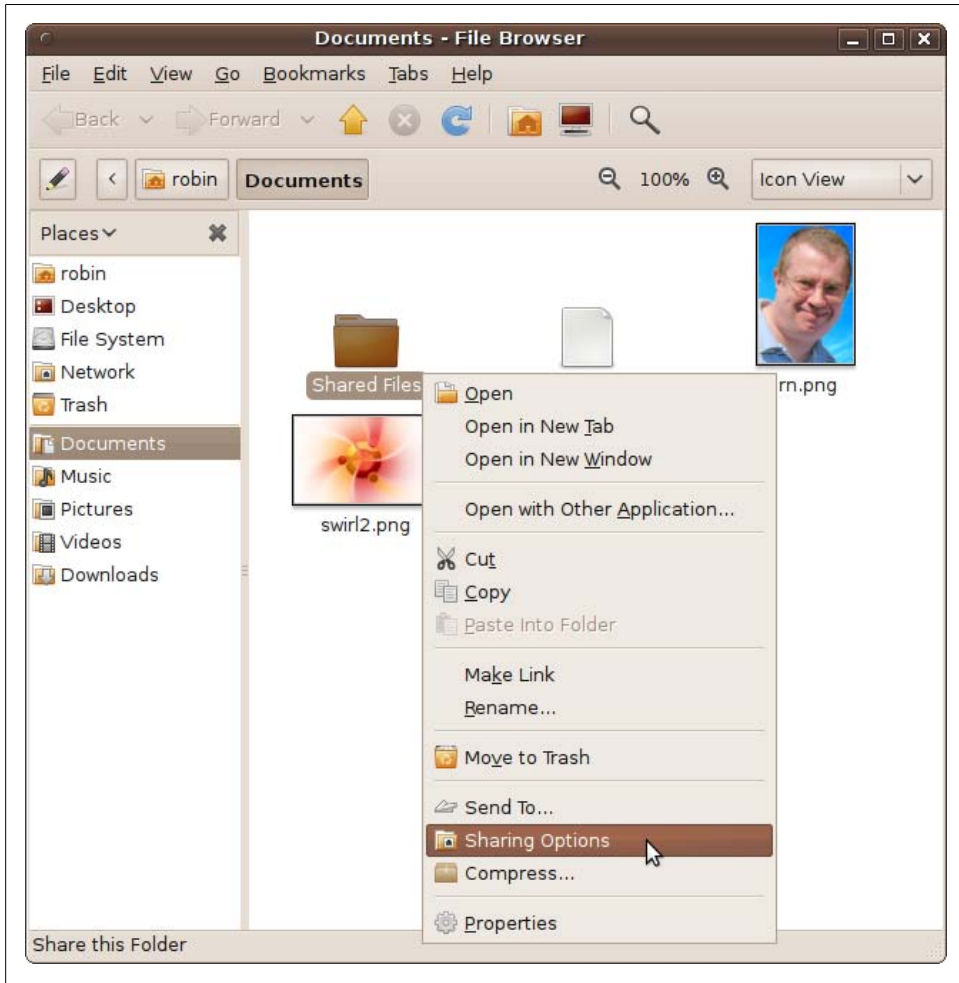 Documents - File Browser
File Edit View Go Bookmarks Tabs Help
Back Forward
robin Documents 100% Icon View
Places
robin
Desktop
File System
Network
Trash
Documents
Music
Pictures
Videos
Downloads
Shared Files
rn.png
swirl2.png
Open
Open in New Tab
Open in New Window
Open with Other Application...
Cut
Copy
Paste Into Folder
Make Link
Rename...
Move to Trash
Send To...
Sharing Options
Compress...
Properties
Share this Folder